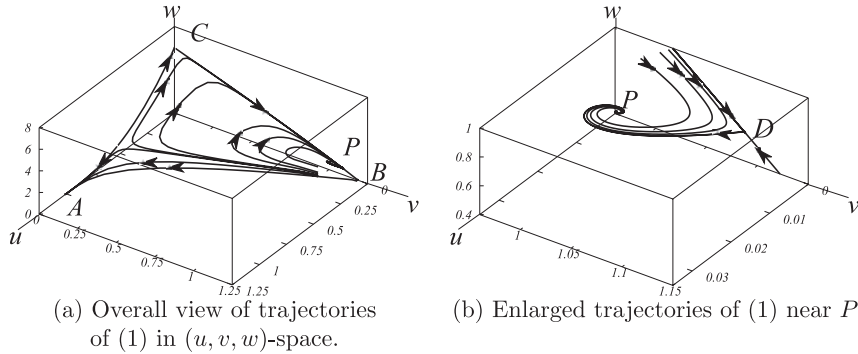 w
C
8
6
4
2
0
A
u
0
0.25
0.5
0.75
1
1.25
1.25
1
0.75
0.5
0.25
P
B
v
(a) Overall view of trajectories
of (1) in (u, v, w)-space.
w
P
D
1
0.8
0.6
0.4
u
1
1.05
1.1
1.15
0.03
0.02
0.01
0
v
(b) Enlarged trajectories of (1) near P